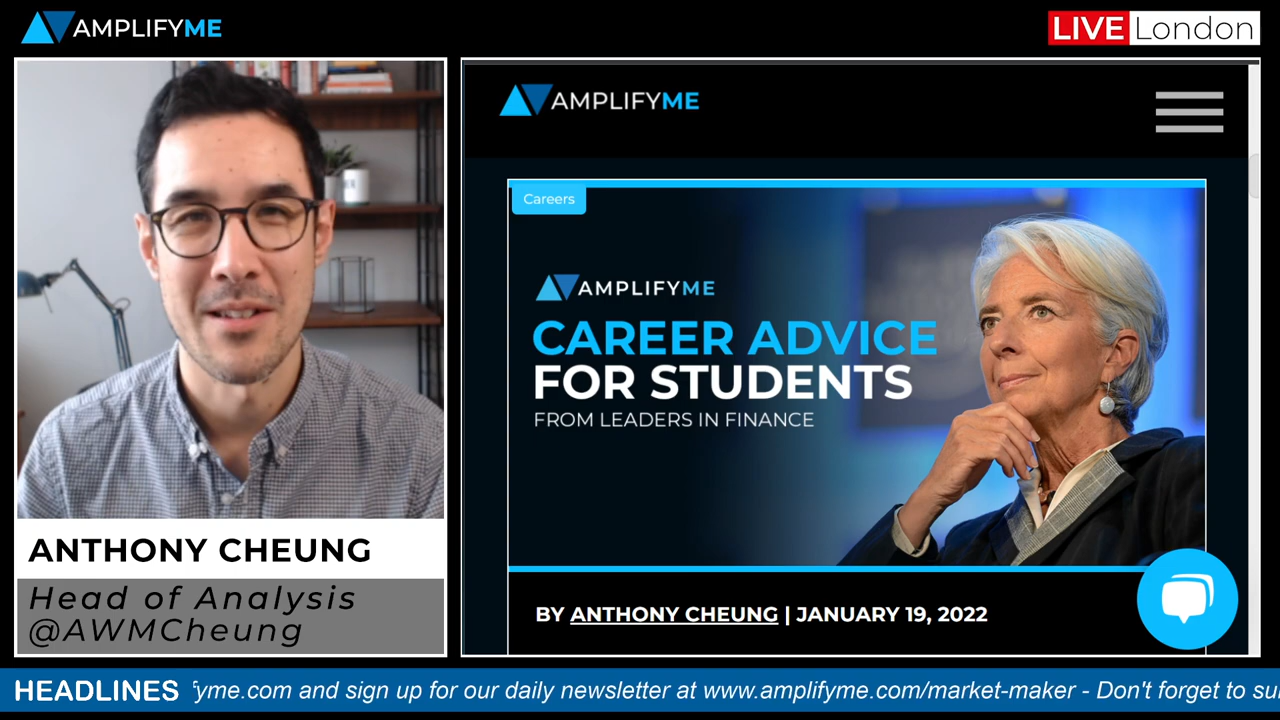 AMPLIFYME
LIVE London
ANTHONY CHEUNG
Head of Analysis
@AWMCheung
AMPLIFYME
Careers
AMPLIFYME
CAREER ADVICE
FOR STUDENTS
FROM LEADERS IN FINANCE
BY ANTHONY CHEUNG | JANUARY 19, 2022
HEADLINES fyme.com and sign up for our daily newsletter at www.amplifyme.com/market-maker - Don't forget to su